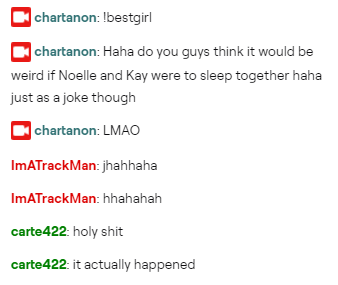 chartanon: !bestgirl
chartanon: Haha do you guys think it would be
weird if Noelle and Kay were to sleep together haha
just as a joke though
chartanon: LMAO
ImATrackMan: jhahhaha
ImATrackMan: hhahahah
carte422: holy shit
carte422: it actually happened